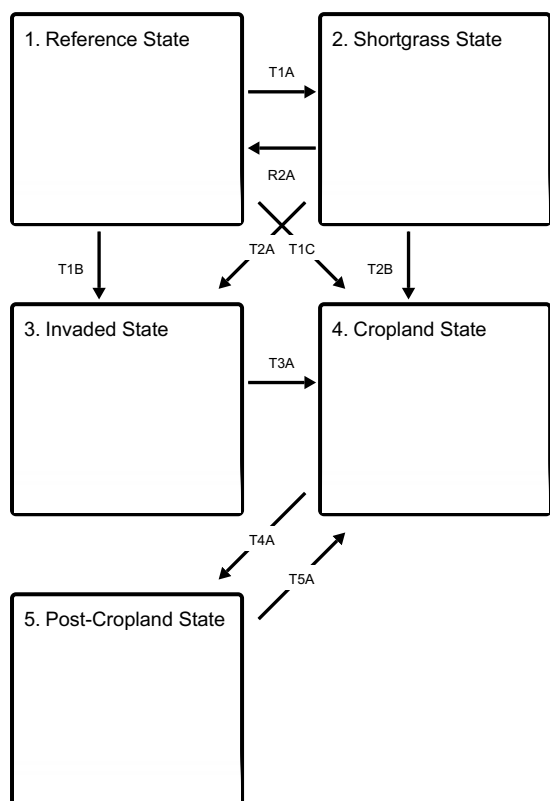 1. Reference State
2. Shortgrass State
T1A
R2A
T2A
T1C
T1B
T2B
3. Invaded State
4. Cropland State
T3A
T4A
T5A
5. Post-Cropland State